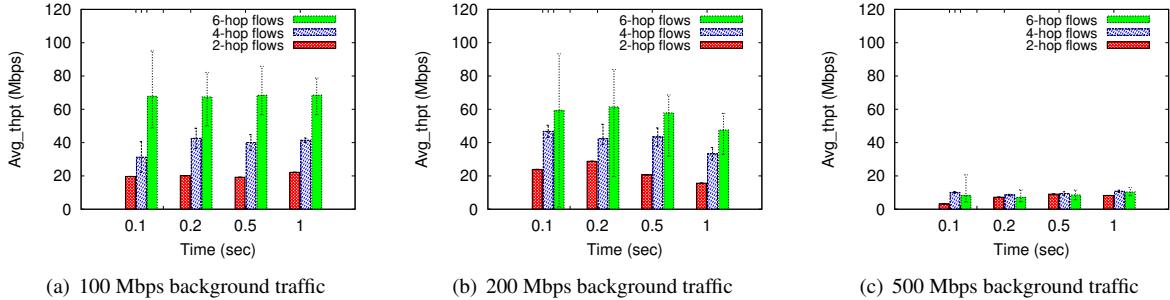 120
100
80
60
40
20
0
Avg_thpt (Mbps)
6-hop flows
4-hop flows
2-hop flows
0.1 0.2 0.5 1
Time (sec)
(a) 100 Mbps background traffic
120
100
80
60
40
20
0
Avg_thpt (Mbps)
6-hop flows
4-hop flows
2-hop flows
0.1 0.2 0.5 1
Time (sec)
(b) 200 Mbps background traffic
120
100
80
60
40
20
0
Avg_thpt (Mbps)
6-hop flows
4-hop flows
2-hop flows
0.1 0.2 0.5 1
Time (sec)
(c) 500 Mbps background traffic